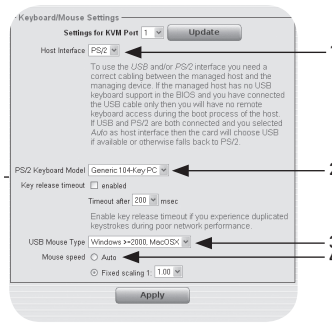 Keyboard/Mouse Settings
Settings for KVM Port 1 Update
Host Interface PS/2
To use the USB and/or PS/2 interface you need a
correct cabling between the managed host and the
managing device. If the managed host has no USB
keyboard support in the BIOS and you have connected
the USB cable only then you will have no remote
keyboard access during the boot process of the host.
If USB and PS/2 are both connected and you selected
Auto as host interface then the card will choose USB
if available or otherwise falls back to PS/2.
PS/2 Keyboard Model Generic 104-Key PC
Key release timeout enabled
Timeout after 200 msec
Enable key release timeout if you experience duplicated
keystrokes during poor network performance.
USB Mouse Type Windows >=2000, MacOSX
Mouse speed Auto
Fixed scaling 1: 1.00
Apply